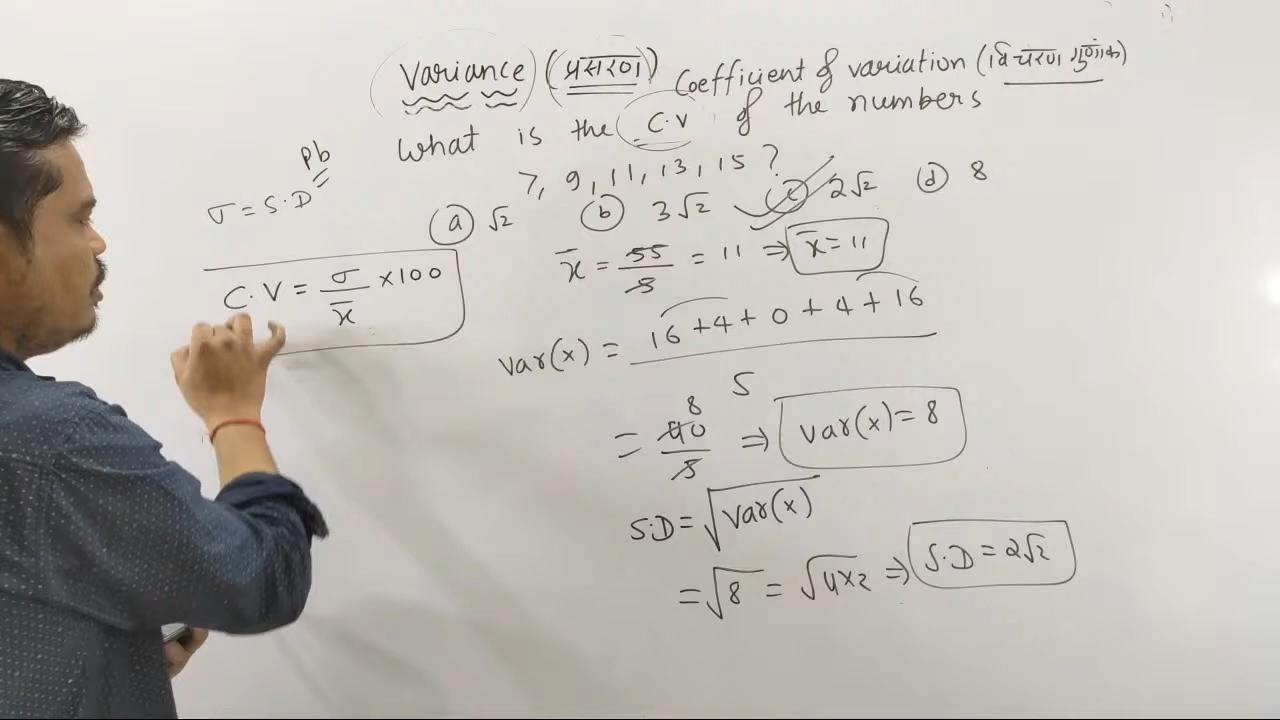 Variance (प्रसरण) Coefficient of variation (विचरण गुणांक)
What is the C.V of the numbers
7, 9, 11, 13, 15 ?
Pb
σ = S.D
(a) √2 (b) 3√2 (c) 2√2 (d) 8
C.V = σ/x̄ × 100
x̄ = 55/5 = 11 ⇒ x̄ = 11
Var(x) = 16 + 4 + 0 + 4 + 16 / 5
= 40/5 8 ⇒ Var(x) = 8
S.D = √Var(x)
= √8 = √4×2 ⇒ S.D = 2√2